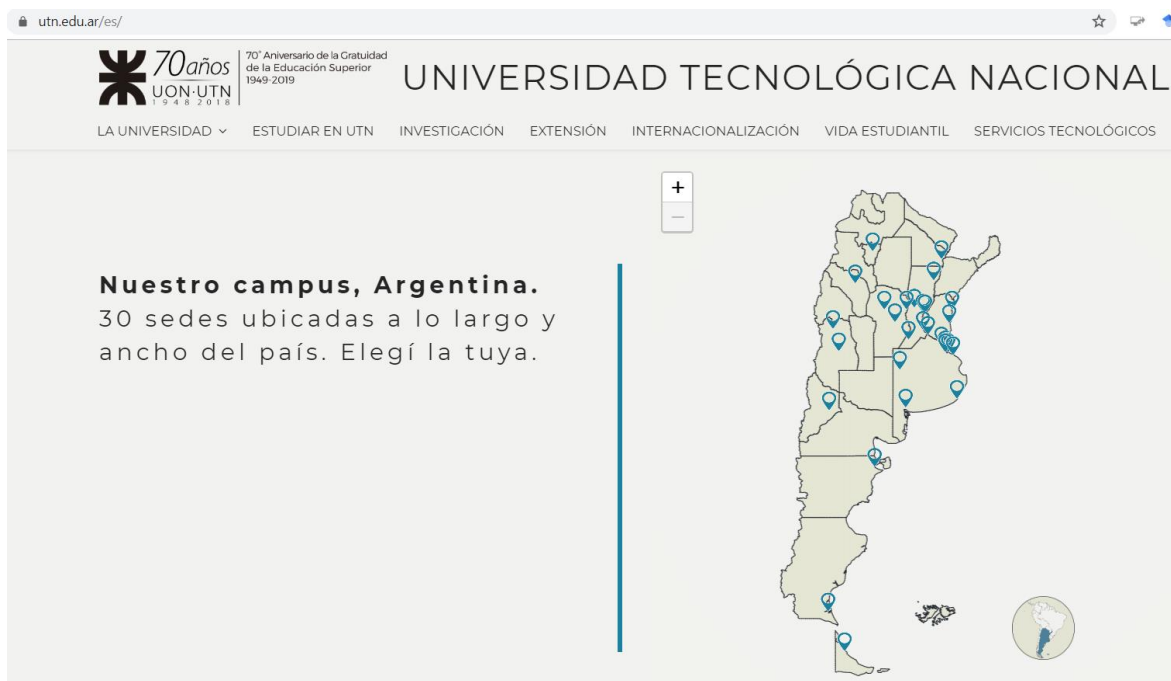 utn.edu.ar/es/
70 años
UON·UTN
1948 2018
70° Aniversario de la Gratuidad
de la Educación Superior
1949-2019
UNIVERSIDAD TECNOLÓGICA NACIONAL
LA UNIVERSIDAD ESTUDIAR EN UTN INVESTIGACIÓN EXTENSIÓN INTERNACIONALIZACIÓN VIDA ESTUDIANTIL SERVICIOS TECNOLÓGICOS
+
−
Nuestro campus, Argentina.
30 sedes ubicadas a lo largo y
ancho del país. Elegí la tuya.